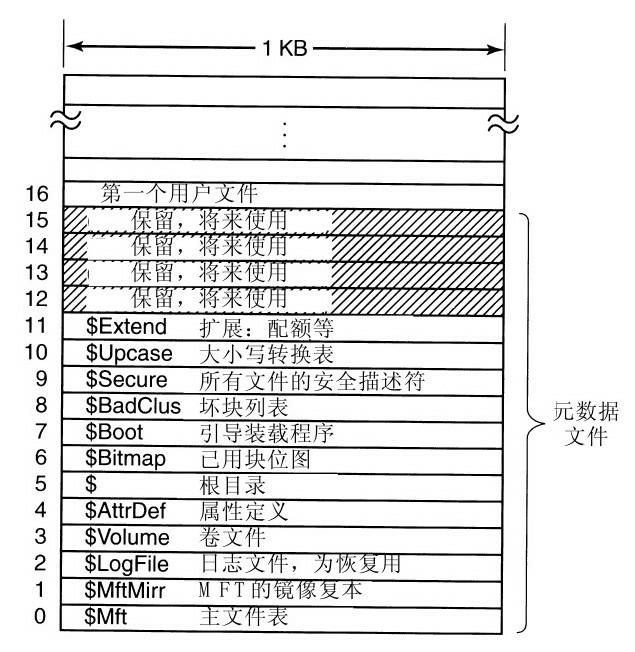 1 KB
⋮
16 第一个用户文件
15 保留，将来使用
14 保留，将来使用
13 保留，将来使用
12 保留，将来使用
11 $Extend 扩展：配额等
10 $Upcase 大小写转换表
9 $Secure 所有文件的安全描述符
8 $BadClus 坏块列表
7 $Boot 引导装载程序
6 $Bitmap 已用块位图
5 $ 根目录
4 $AttrDef 属性定义
3 $Volume 卷文件
2 $LogFile 日志文件，为恢复用
1 $MftMirr MFT的镜像复本
0 $Mft 主文件表
元数据
文件